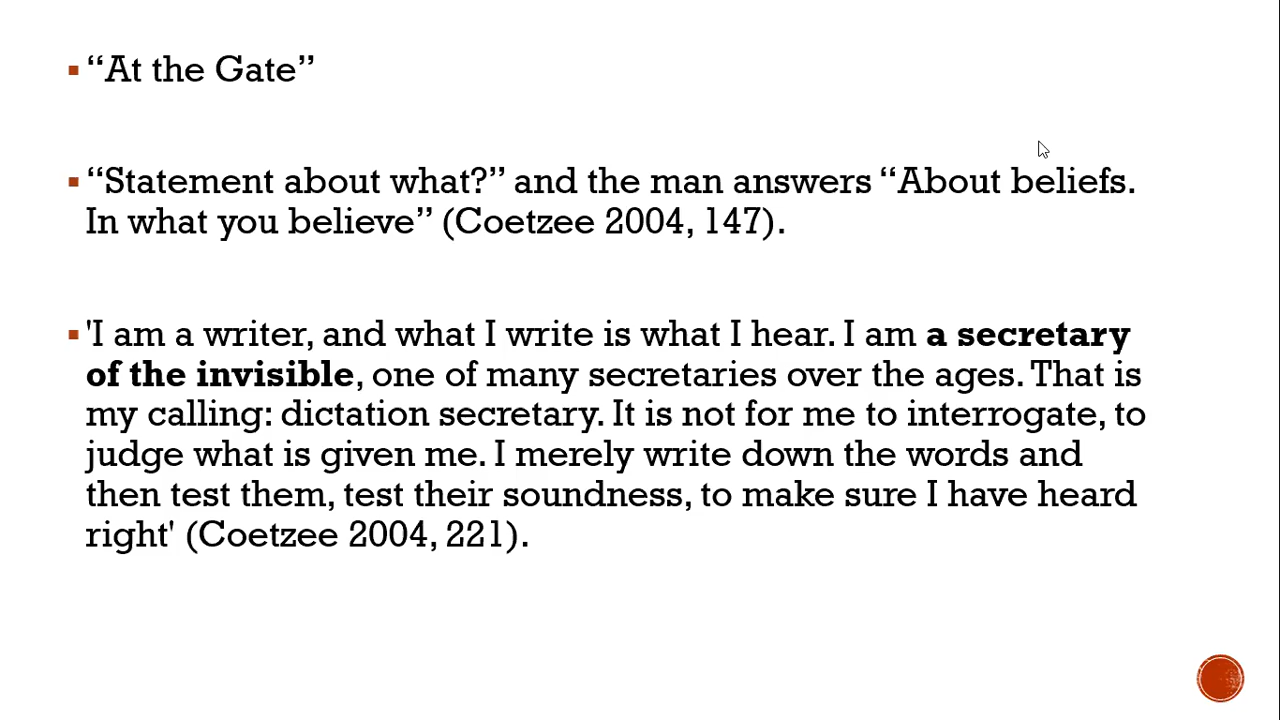 “At the Gate”
“Statement about what?” and the man answers “About beliefs.
In what you believe” (Coetzee 2004, 147).
'I am a writer, and what I write is what I hear. I am a secretary
of the invisible, one of many secretaries over the ages. That is
my calling: dictation secretary. It is not for me to interrogate, to
judge what is given me. I merely write down the words and
then test them, test their soundness, to make sure I have heard
right' (Coetzee 2004, 221).